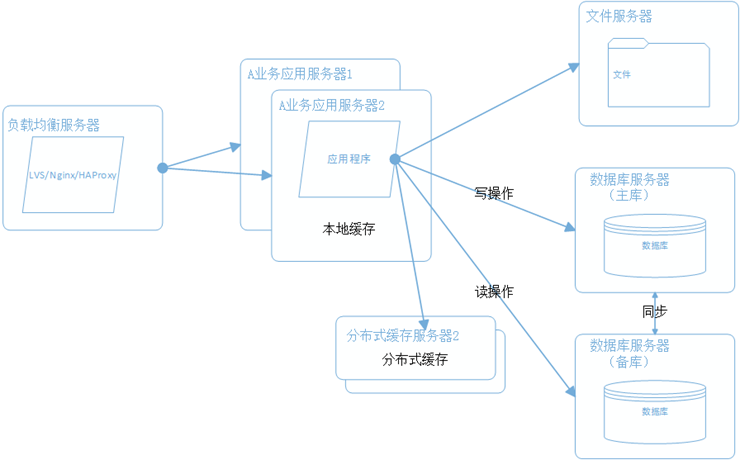 文件服务器
文件
A业务应用服务器1
A业务应用服务器2
应用程序
本地缓存
负载均衡服务器
LVS/Nginx/HAProxy
写操作
数据库服务器
（主库）
数据库
读操作
同步
分布式缓存服务器2
分布式缓存
数据库服务器
（备库）
数据库